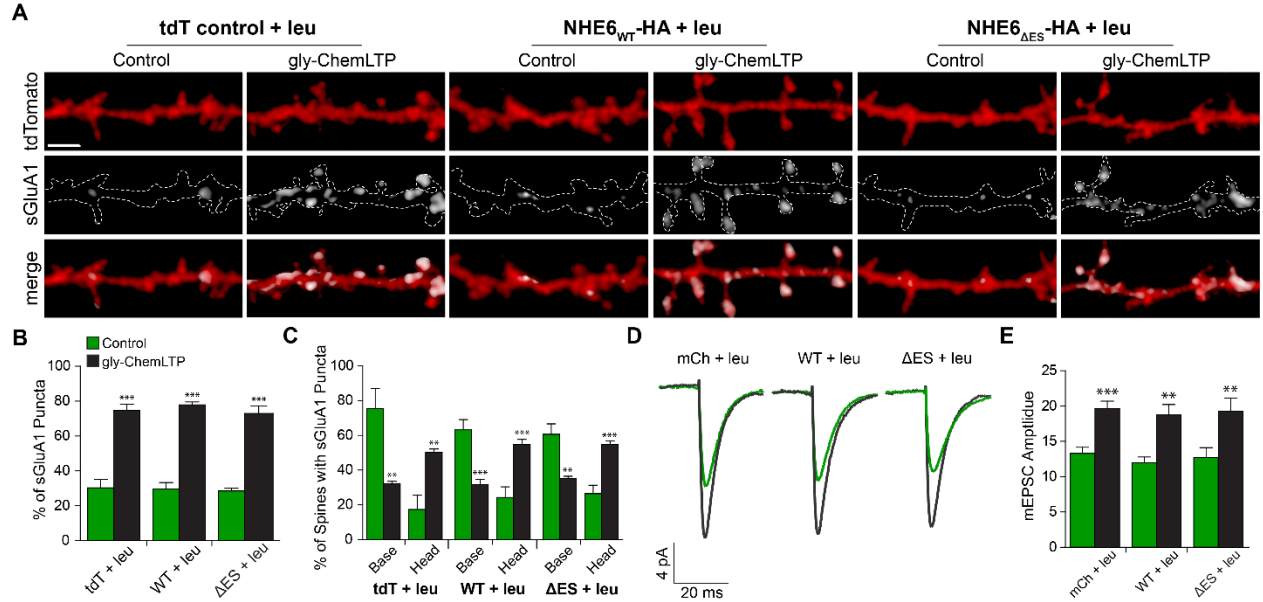 A
tdT control + leu
NHE6WT-HA + leu
NHE6ΔES-HA + leu
Control
gly-ChemLTP
Control
gly-ChemLTP
Control
gly-ChemLTP
tdTomato
sGluA1
merge
B
Control
gly-ChemLTP
% of sGluA1 Puncta
100
80
60
40
20
0
***
***
***
tdT + leu
WT + leu
ΔES + leu
C
% of Spines with sGluA1 Puncta
100
80
60
40
20
0
**
**
***
***
**
***
Base
Head
Base
Head
Base
Head
tdT + leu
WT + leu
ΔES + leu
D
mCh + leu
WT + leu
ΔES + leu
4 pA
20 ms
E
mEPSC Amptlidue
25
20
15
10
5
0
***
**
**
mCh + leu
WT + leu
ΔES + leu